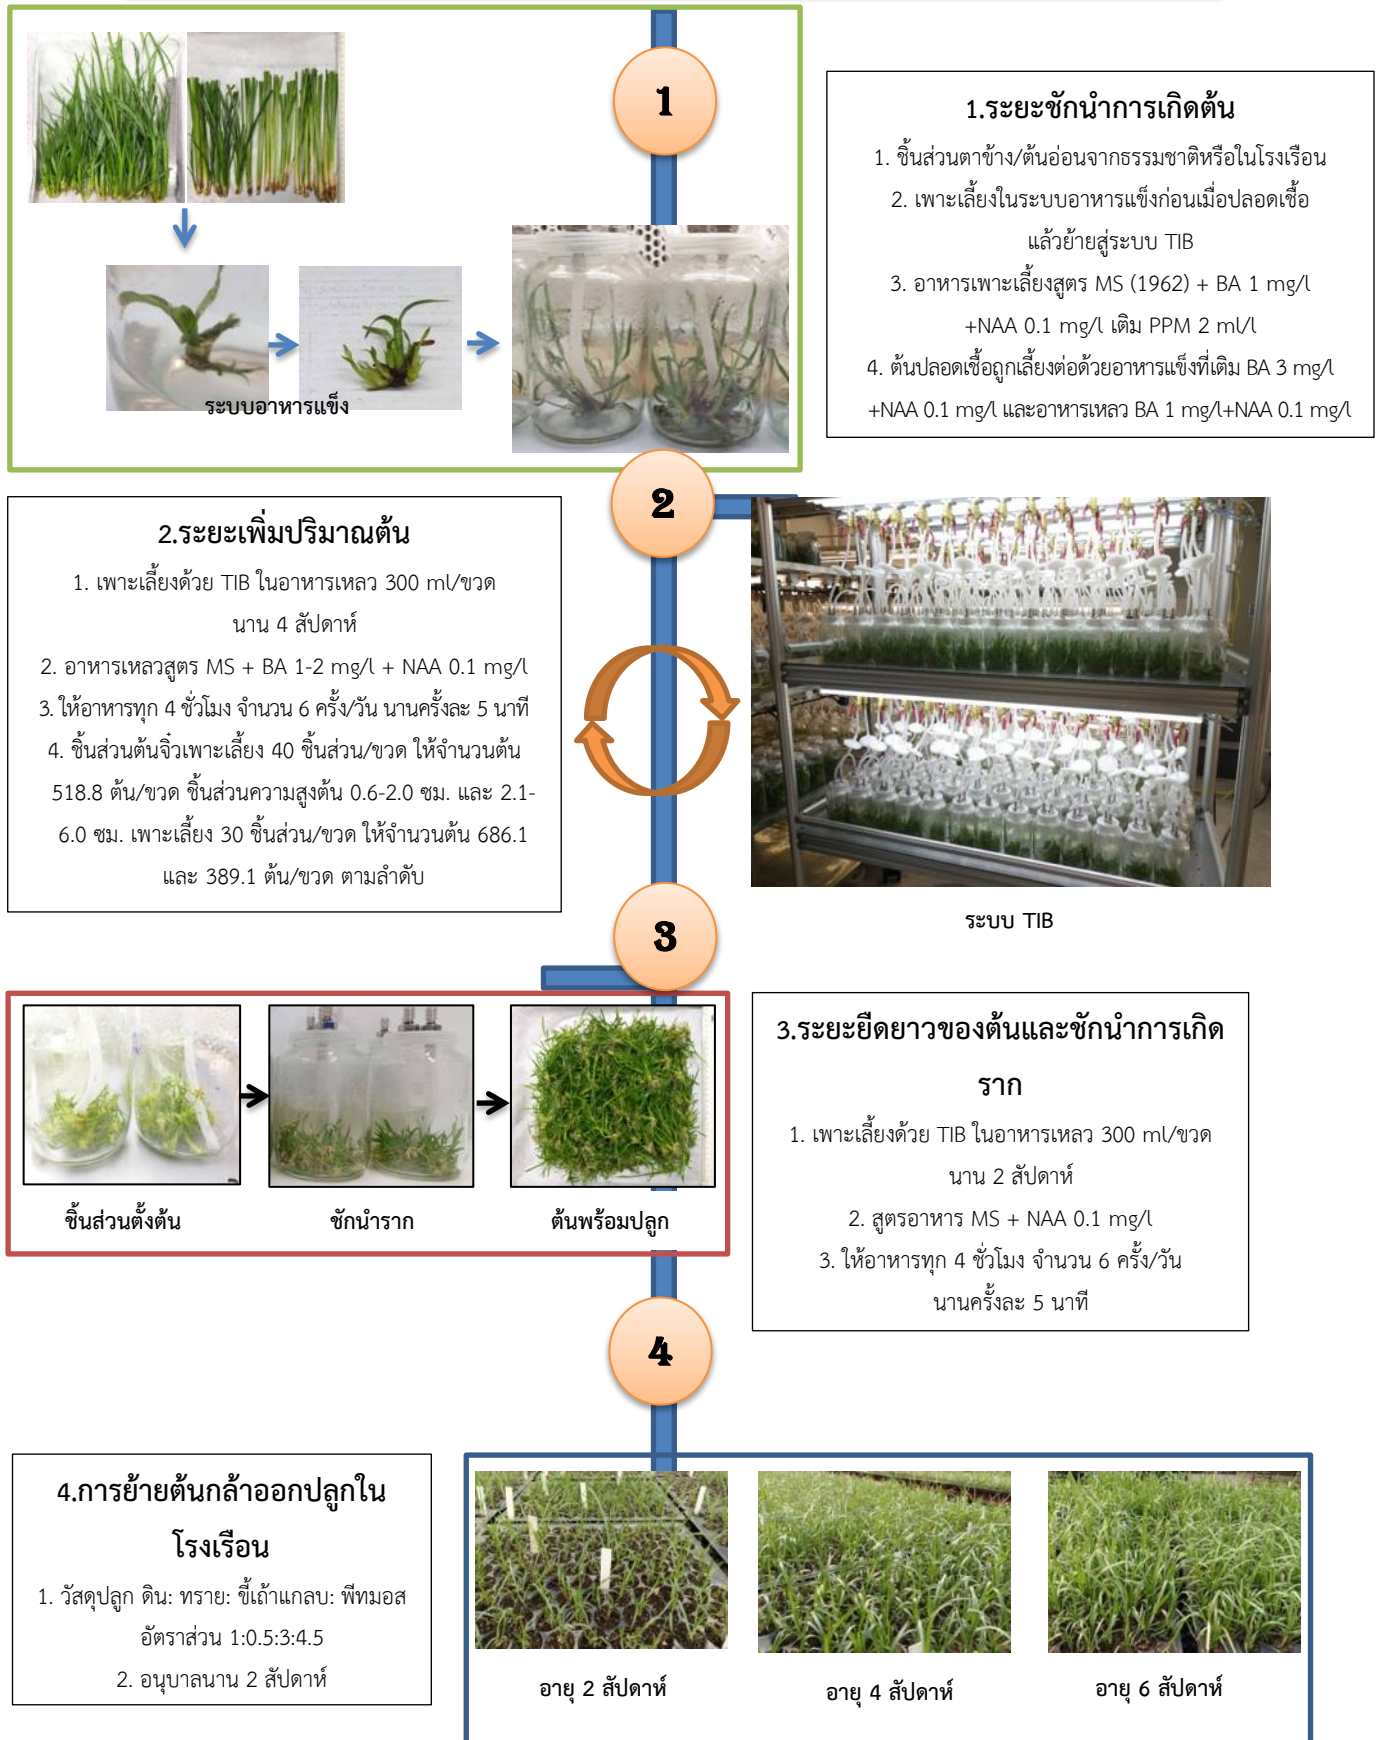 1
1.ระยะชักนำการเกิดต้น
1. ชิ้นส่วนตาข้าง/ต้นอ่อนจากธรรมชาติหรือในโรงเรือน
2. เพาะเลี้ยงในระบบอาหารแข็งก่อนเมื่อปลอดเชื้อ
แล้วย้ายสู่ระบบ TIB
3. อาหารเพาะเลี้ยงสูตร MS (1962) + BA 1 mg/l
+NAA 0.1 mg/l เติม PPM 2 ml/l
4. ต้นปลอดเชื้อถูกเลี้ยงต่อด้วยอาหารแข็งที่เติม BA 3 mg/l
+NAA 0.1 mg/l และอาหารเหลว BA 1 mg/l+NAA 0.1 mg/l
ระบบอาหารแข็ง
2
2.ระยะเพิ่มปริมาณต้น
1. เพาะเลี้ยงด้วย TIB ในอาหารเหลว 300 ml/ขวด
นาน 4 สัปดาห์
2. อาหารเหลวสูตร MS + BA 1-2 mg/l + NAA 0.1 mg/l
3. ให้อาหารทุก 4 ชั่วโมง จำนวน 6 ครั้ง/วัน นานครั้งละ 5 นาที
4. ชิ้นส่วนต้นจิ๋วเพาะเลี้ยง 40 ชิ้นส่วน/ขวด ให้จำนวนต้น
518.8 ต้น/ขวด ชิ้นส่วนความสูงต้น 0.6-2.0 ซม. และ 2.1-
6.0 ซม. เพาะเลี้ยง 30 ชิ้นส่วน/ขวด ให้จำนวนต้น 686.1
และ 389.1 ต้น/ขวด ตามลำดับ
ระบบ TIB
3
ชิ้นส่วนตั้งต้น
ชักนำราก
ต้นพร้อมปลูก
3.ระยะยืดยาวของต้นและชักนำการเกิด
ราก
1. เพาะเลี้ยงด้วย TIB ในอาหารเหลว 300 ml/ขวด
นาน 2 สัปดาห์
2. สูตรอาหาร MS + NAA 0.1 mg/l
3. ให้อาหารทุก 4 ชั่วโมง จำนวน 6 ครั้ง/วัน
นานครั้งละ 5 นาที
4
4.การย้ายต้นกล้าออกปลูกใน
โรงเรือน
1. วัสดุปลูก ดิน: ทราย: ขี้เถ้าแกลบ: พีทมอส
อัตราส่วน 1:0.5:3:4.5
2. อนุบาลนาน 2 สัปดาห์
อายุ 2 สัปดาห์
อายุ 4 สัปดาห์
อายุ 6 สัปดาห์